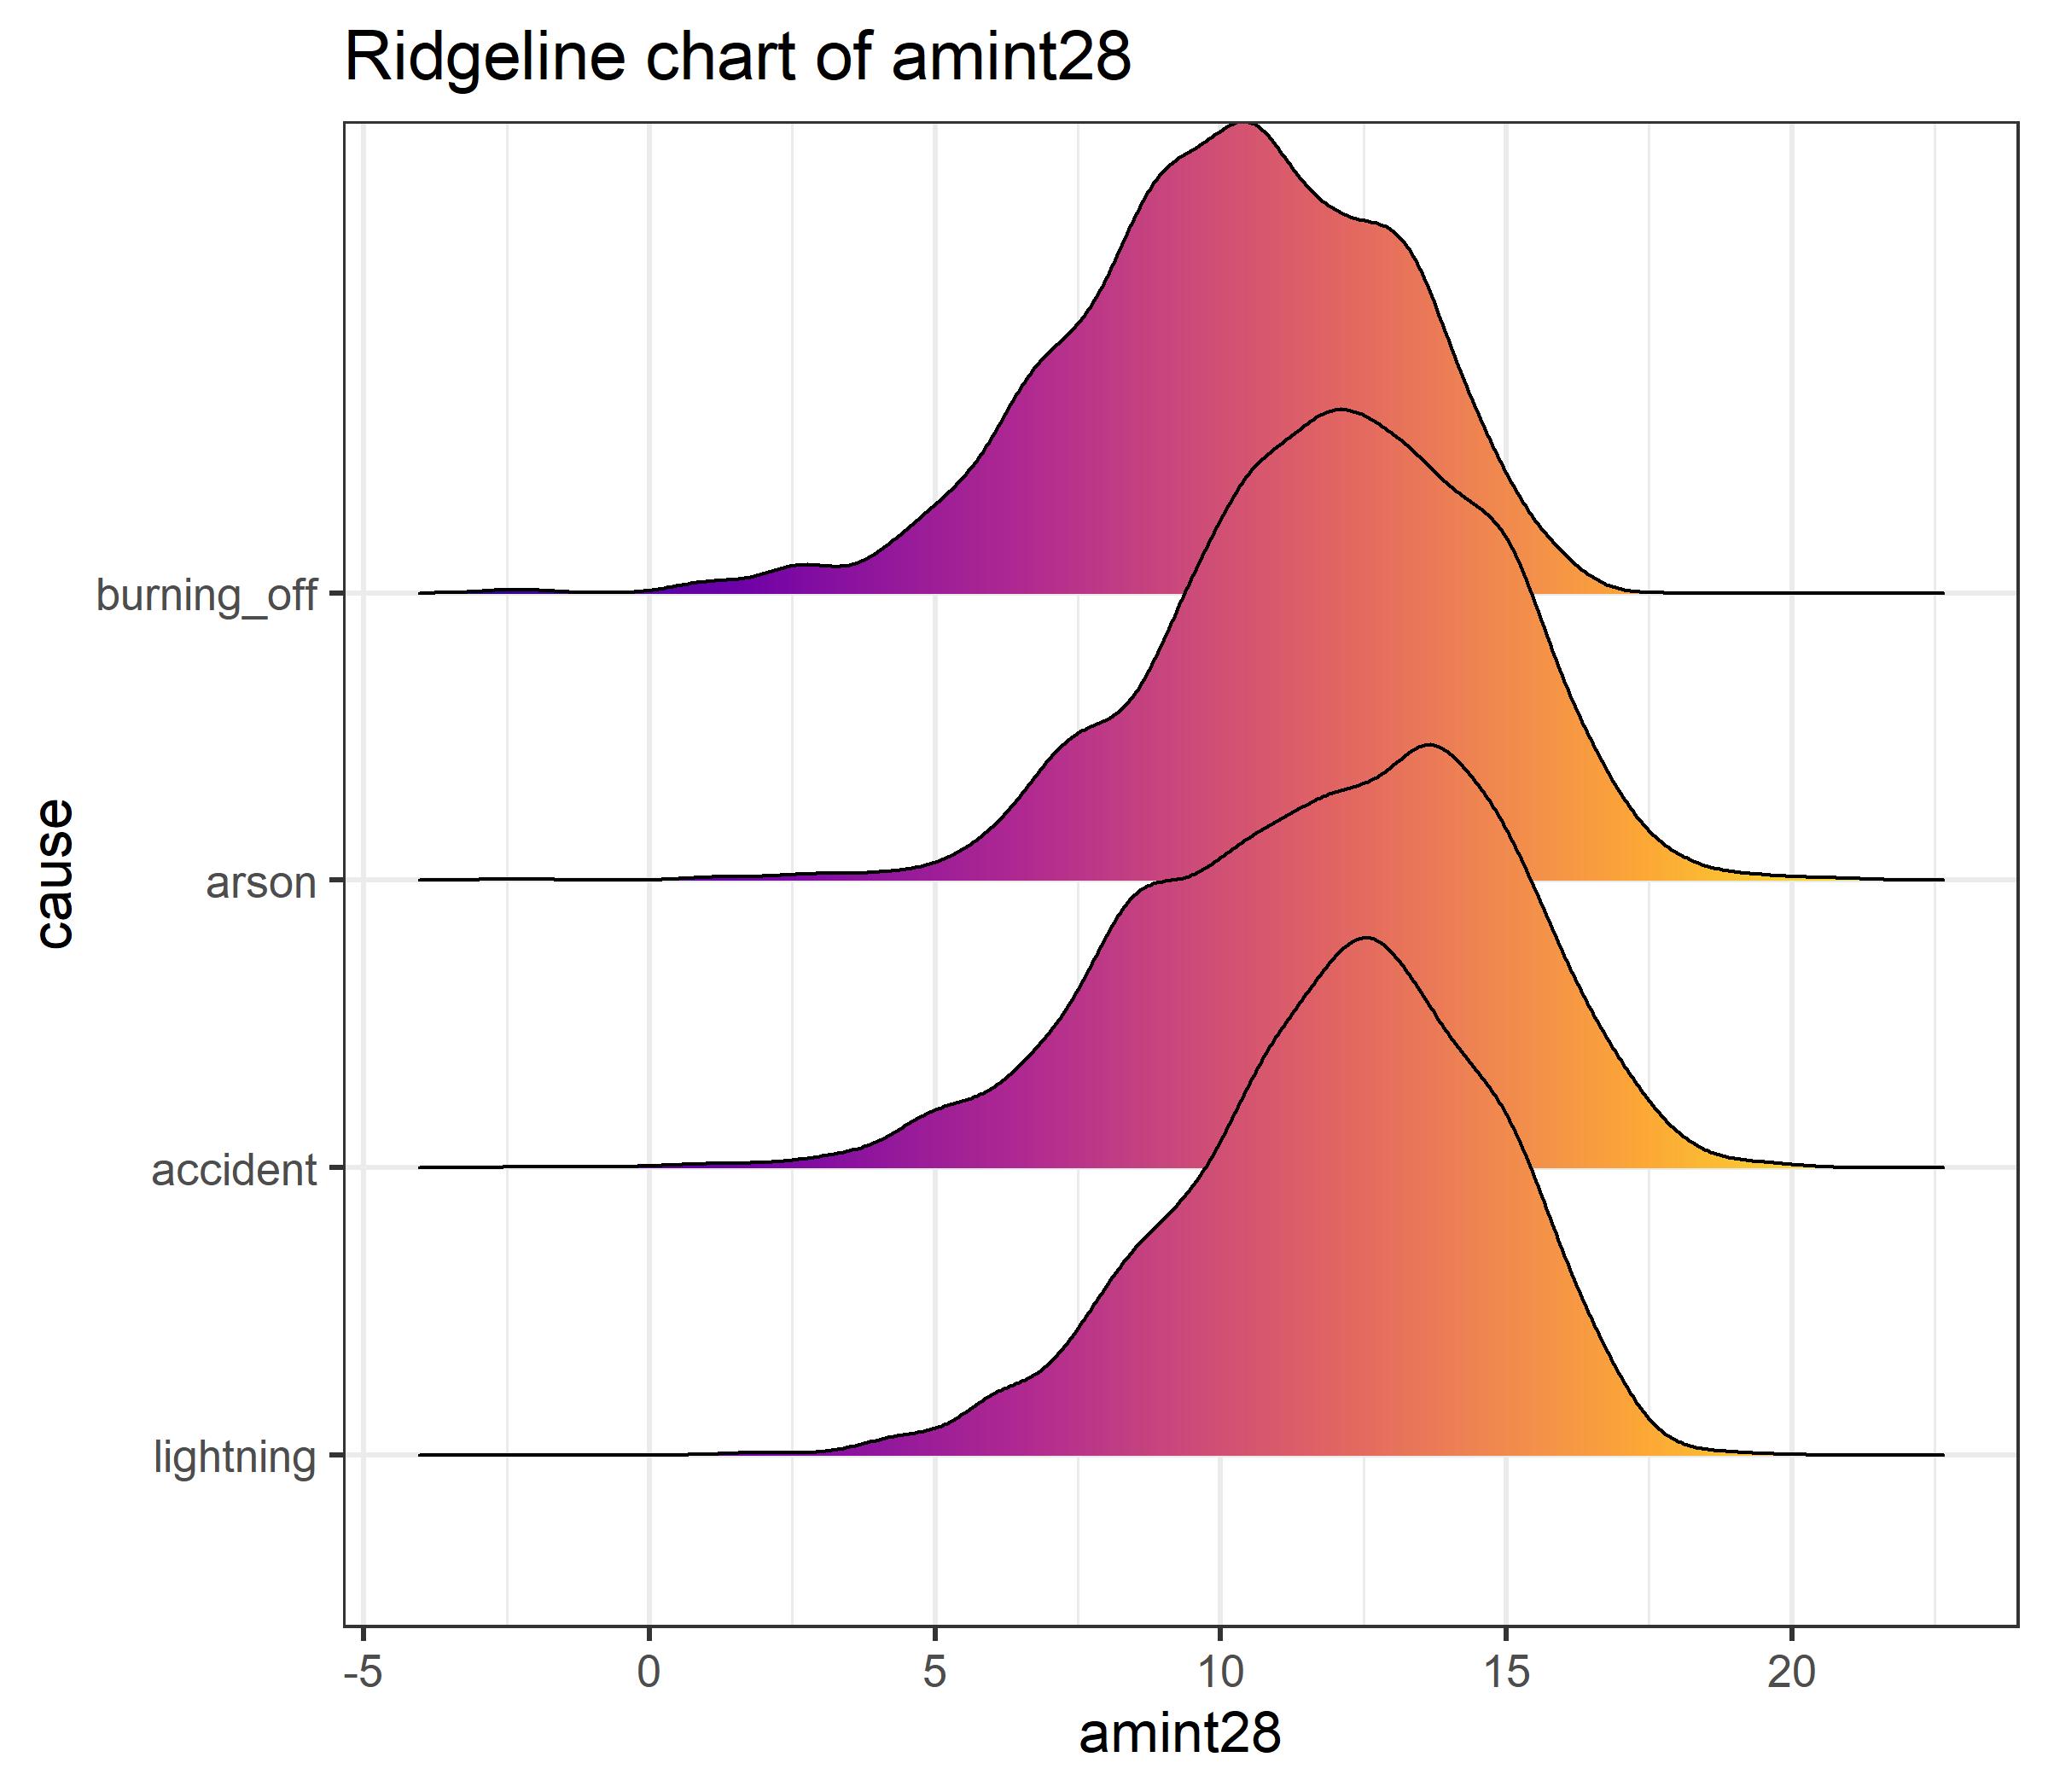 Ridgeline chart of amint28
cause
burning_off
arson
accident
lightning
-5 0 5 10 15 20
amint28